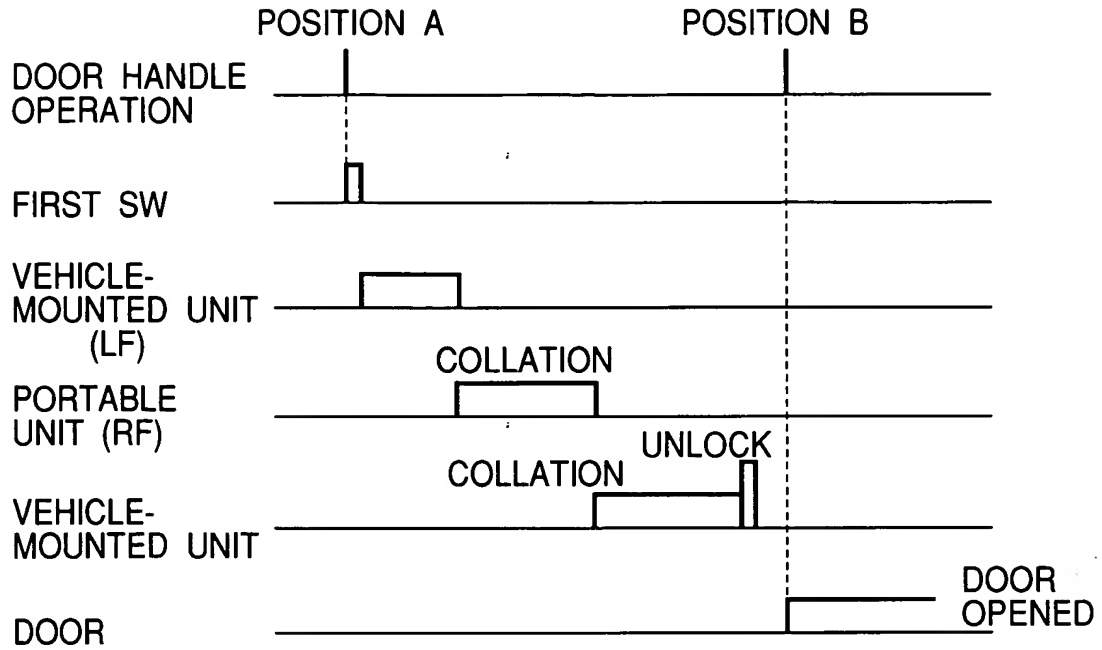 POSITION A
POSITION B
DOOR HANDLE
OPERATION
FIRST SW
VEHICLE-
MOUNTED UNIT
(LF)
COLLATION
PORTABLE
UNIT (RF)
UNLOCK
COLLATION
VEHICLE-
MOUNTED UNIT
DOOR
OPENED
DOOR